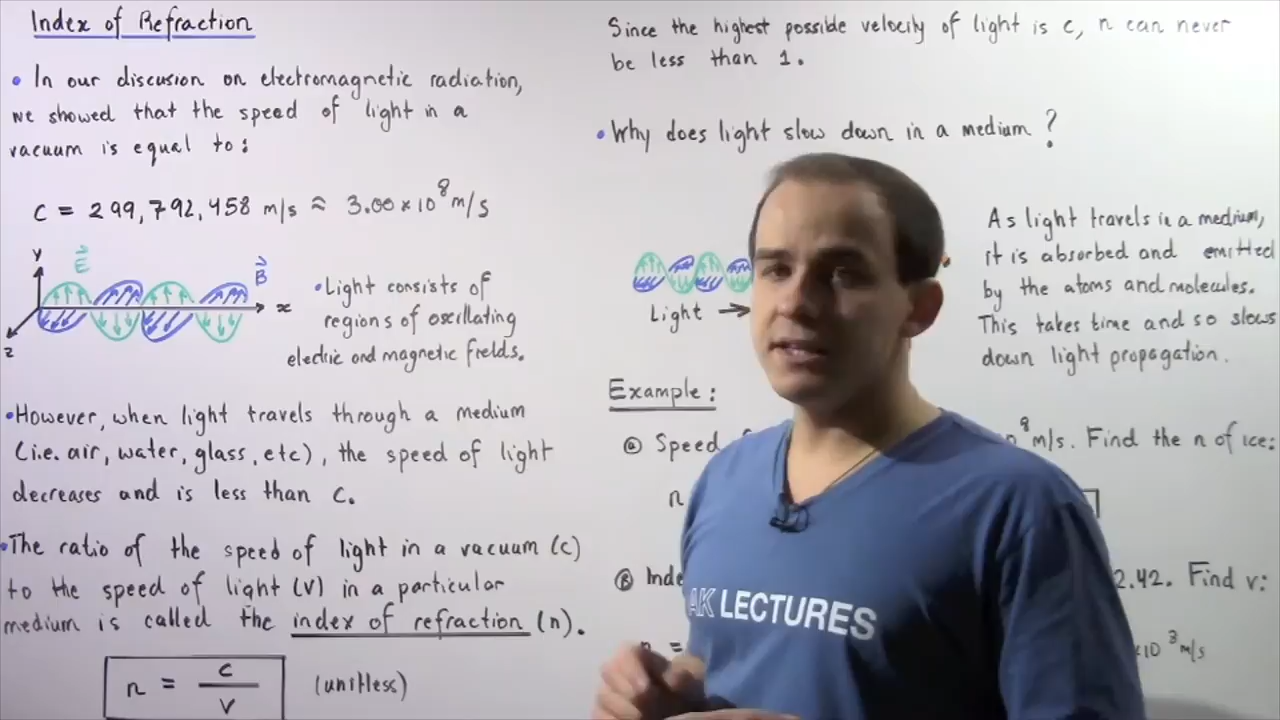 Index of Refraction
• In our discusion on electromagnetic radiation,
we showed that the speed of light in a
vacuum is equal to:
c = 299,792,458 m/s ≈ 3.00 x 10⁸ m/s
y
E
B
x
z
• Light consists of
regions of oscillating
electric and magnetic fields.
• However, when light travels through a medium
(i.e. air, water, glass, etc), the speed of light
decreases and is less than c.
• The ratio of the speed of light in a vacuum (c)
to the speed of light (v) in a particular
medium is called the index of refraction (n).
n = c/v (unitless)
Since the highest possible velocity of light is c, n can never
be less than 1.
• Why does light slow down in a medium?
Light →
As light travels in a medium,
it is absorbed and emitted
by the atoms and molecules.
This takes time and so slows
down light propagation.
Example:
Ⓐ Speed m/s. Find the n of ice:
n
Ⓑ 2.42. Find v:
n = x10³ m/s
AK LECTURES